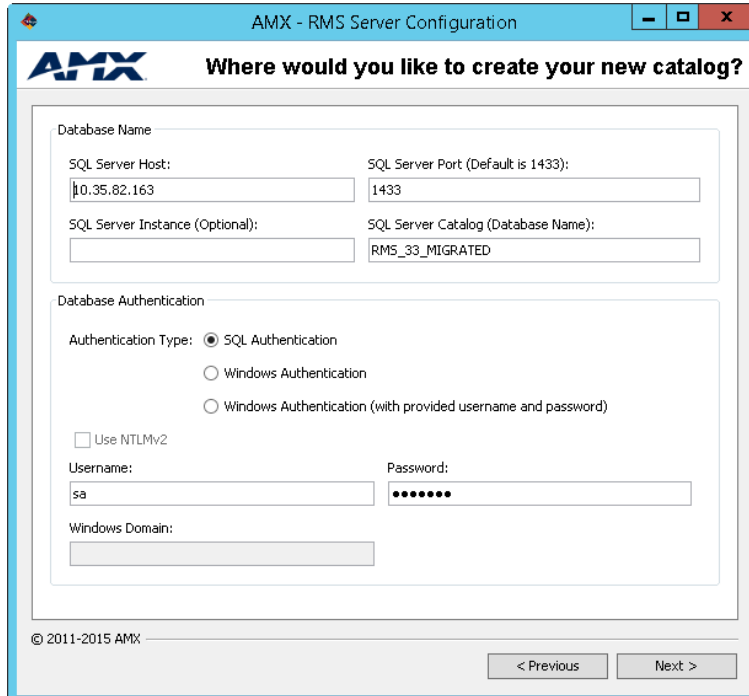 AMX - RMS Server Configuration
AMX Where would you like to create your new catalog?
Database Name
SQL Server Host: SQL Server Port (Default is 1433):
10.35.82.163 1433
SQL Server Instance (Optional): SQL Server Catalog (Database Name):
RMS_33_MIGRATED
Database Authentication
Authentication Type: SQL Authentication
Windows Authentication
Windows Authentication (with provided username and password)
Use NTLMv2
Username: Password:
sa •••••••
Windows Domain:
© 2011-2015 AMX
< Previous Next >